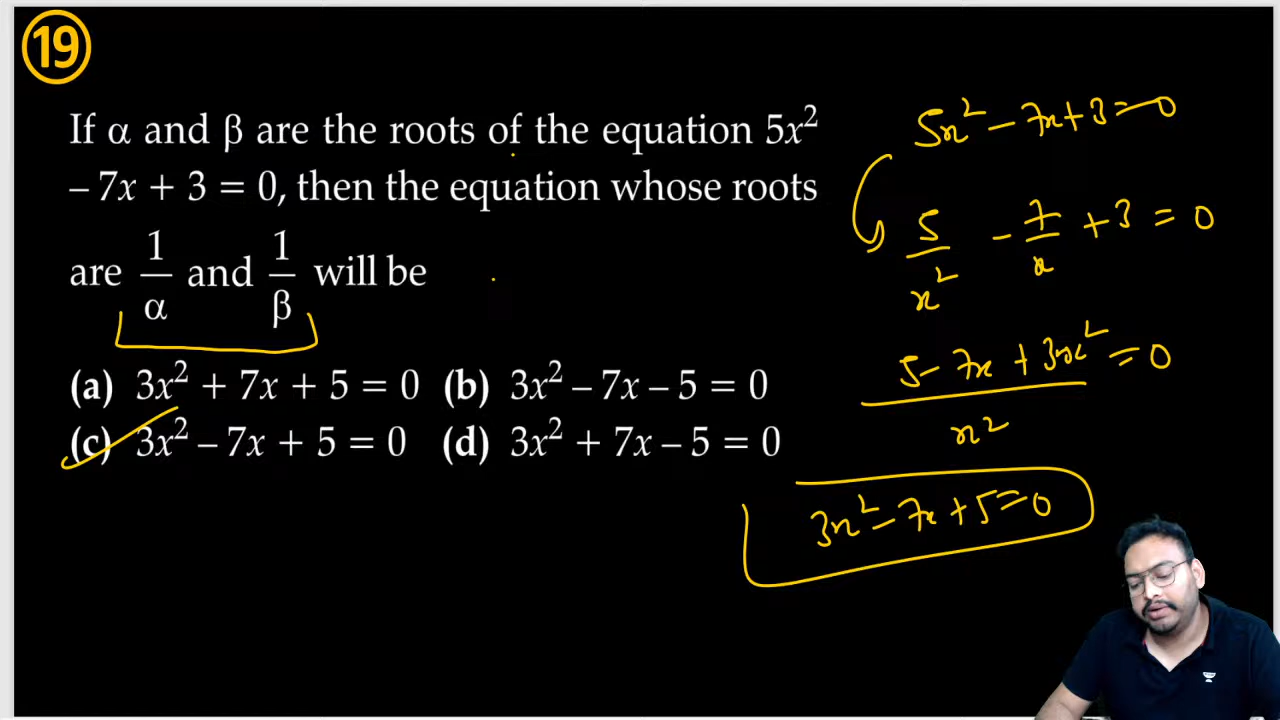 19
If α and β are the roots of the equation 5x²
– 7x + 3 = 0, then the equation whose roots
are 1/α and 1/β will be
(a) 3x² + 7x + 5 = 0 (b) 3x² – 7x – 5 = 0
(c) 3x² – 7x + 5 = 0 (d) 3x² + 7x – 5 = 0
5x² – 7x + 3 = 0
5/x² – 7/x + 3 = 0
(5 – 7x + 3x²)/x² = 0
3x² – 7x + 5 = 0